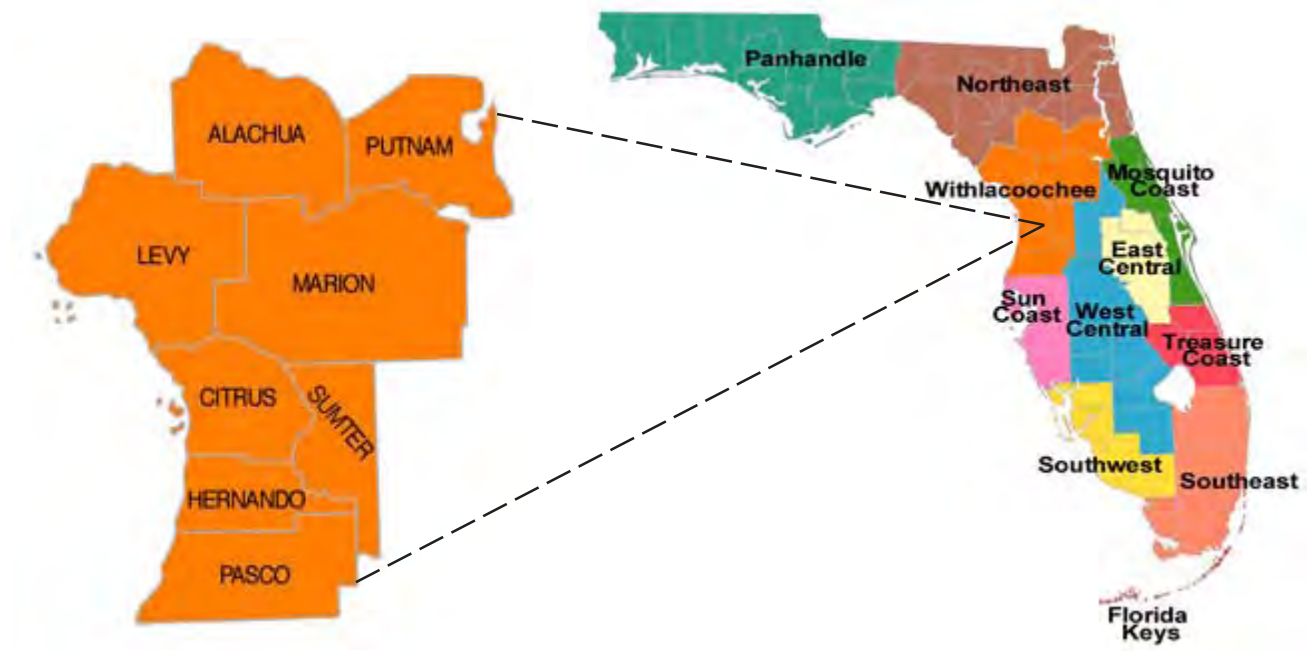 ALACHUA
PUTNAM
LEVY
MARION
CITRUS
SUMTER
HERNANDO
PASCO
Panhandle
Northeast
Withlacoochee
Mosquito
Coast
East
Central
Sun
Coast
West
Central
Treasure
Coast
Southwest
Southeast
Florida
Keys